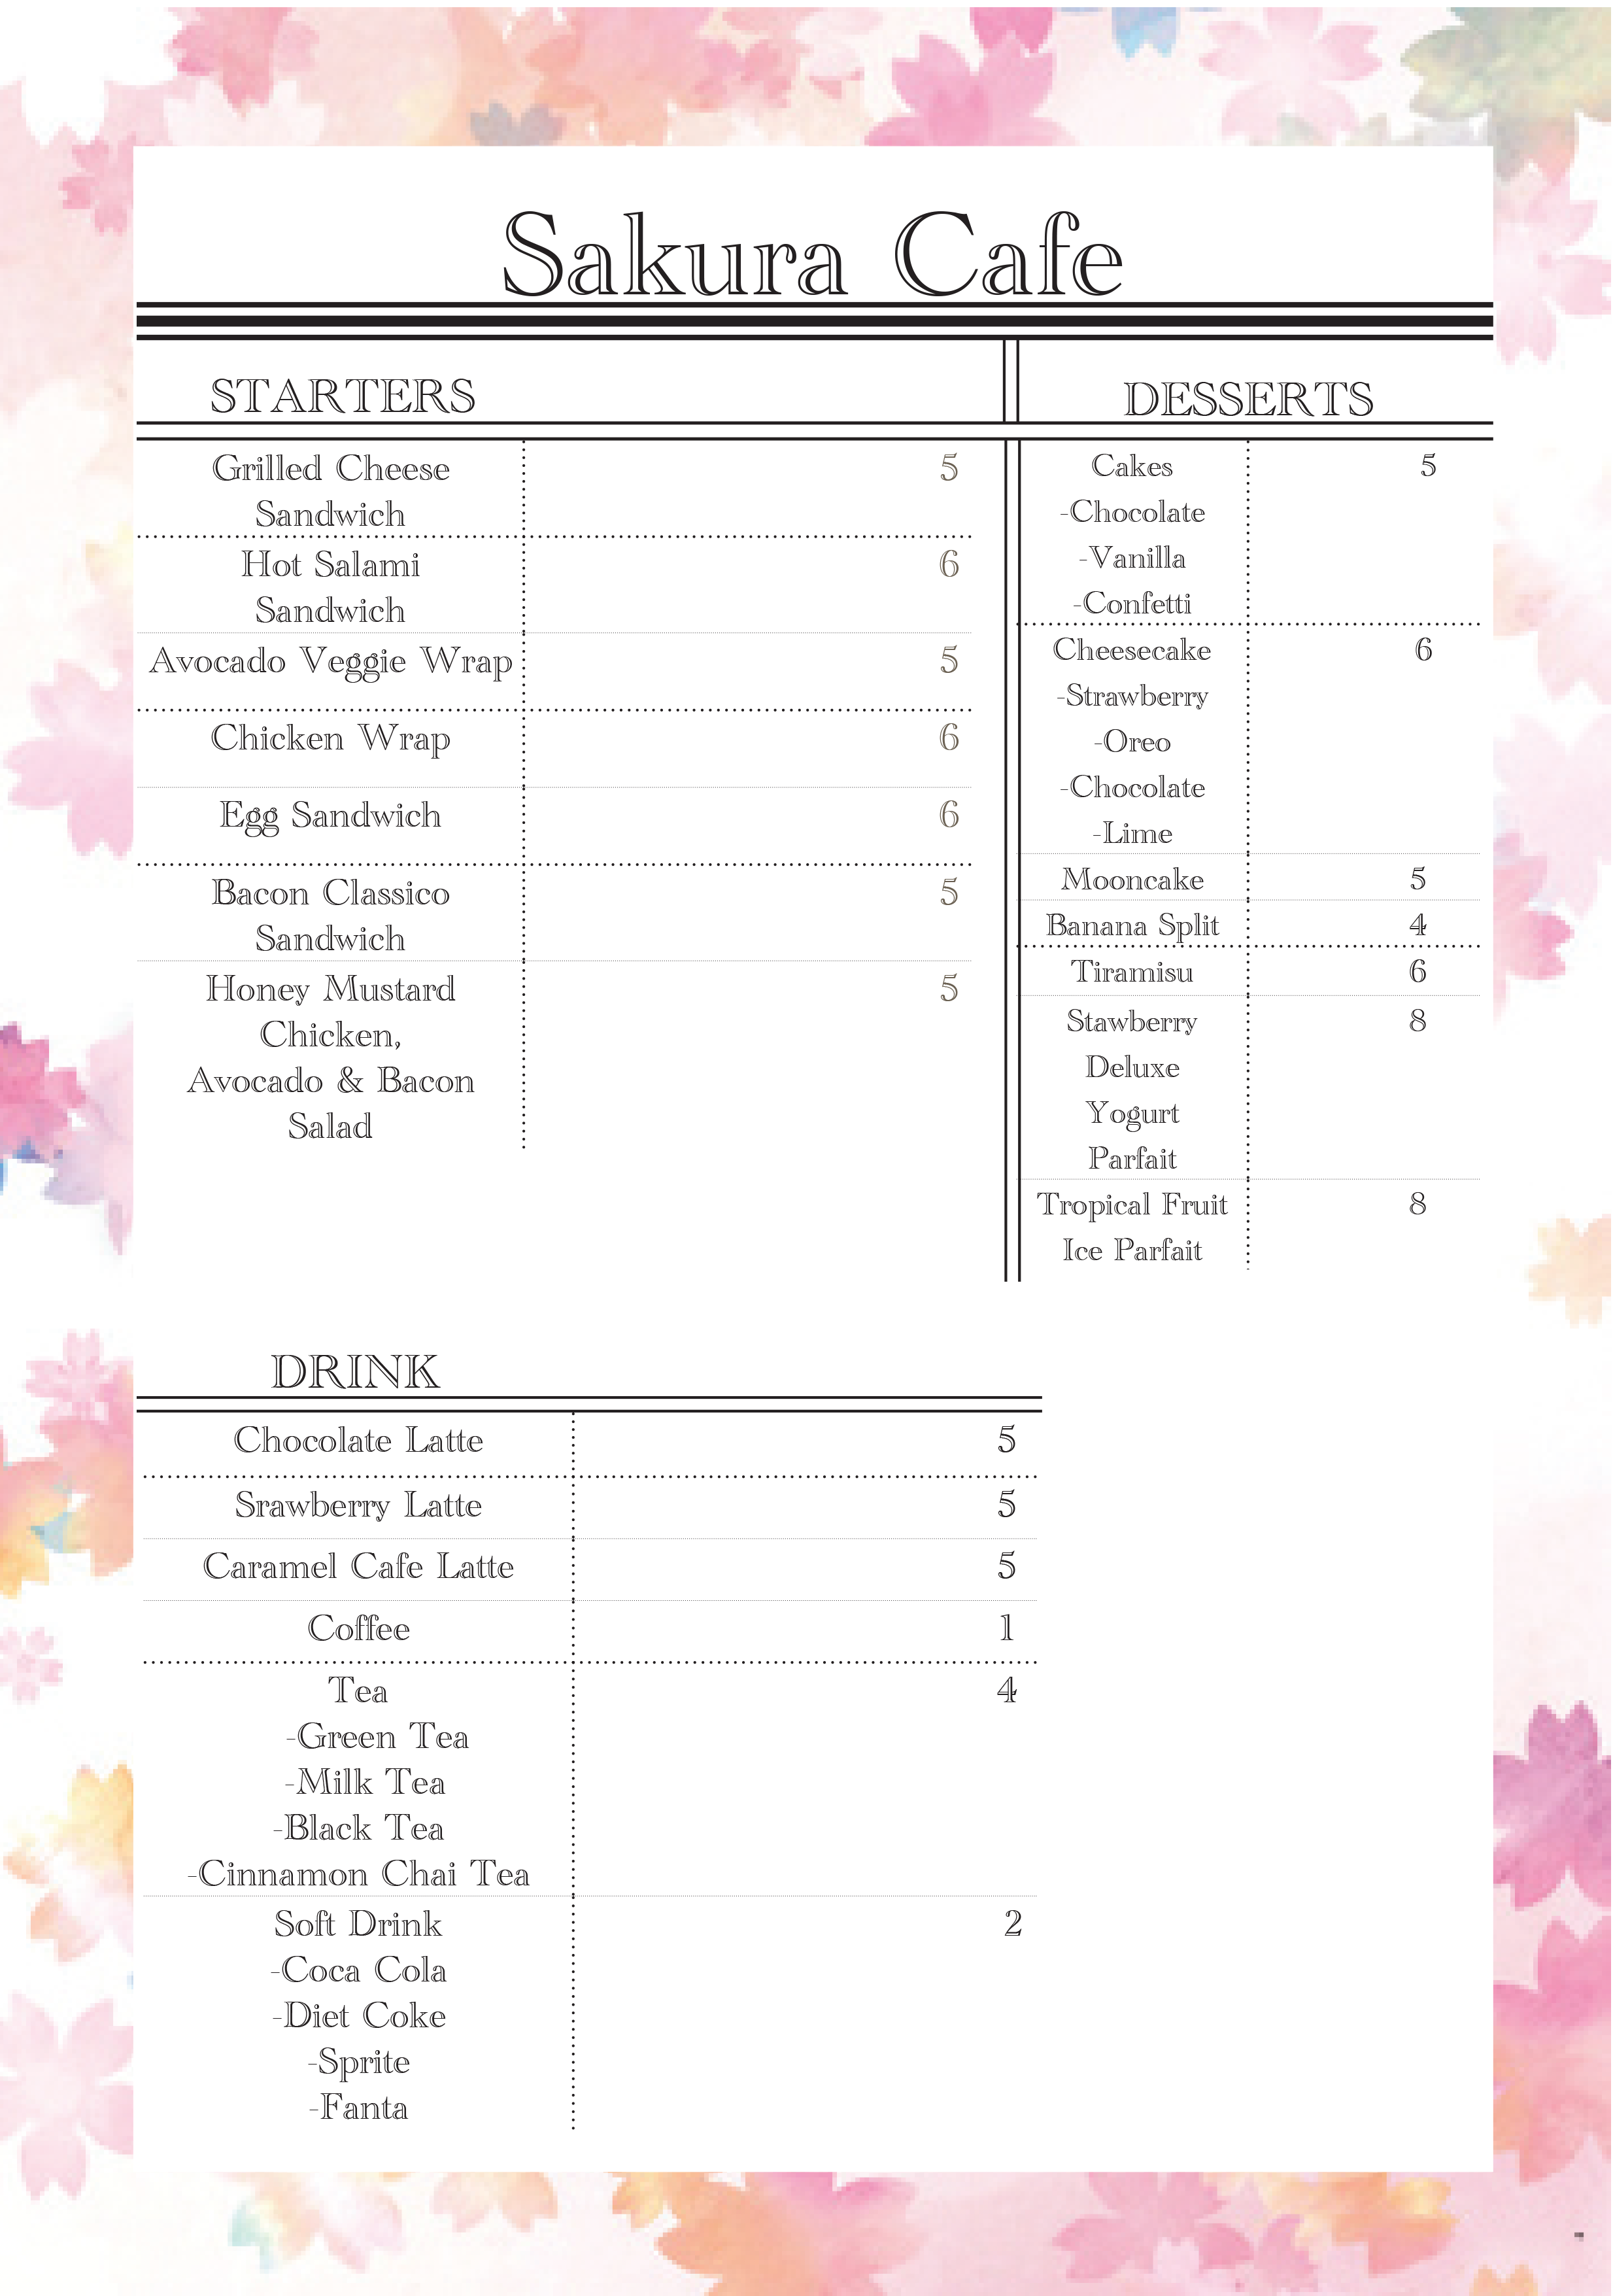 Sakura Cafe
STARTERS
Grilled Cheese 5
Sandwich
Hot Salami 6
Sandwich
Avocado Veggie Wrap 5
Chicken Wrap 6
Egg Sandwich 6
Bacon Classico 5
Sandwich
Honey Mustard 5
Chicken,
Avocado & Bacon
Salad
DESSERTS
Cakes 5
-Chocolate
-Vanilla
-Confetti
Cheesecake 6
-Strawberry
-Oreo
-Chocolate
-Lime
Mooncake 5
Banana Split 4
Tiramisu 6
Stawberry 8
Deluxe
Yogurt
Parfait
Tropical Fruit 8
Ice Parfait
DRINK
Chocolate Latte 5
Srawberry Latte 5
Caramel Cafe Latte 5
Coffee 1
Tea 4
-Green Tea
-Milk Tea
-Black Tea
-Cinnamon Chai Tea
Soft Drink 2
-Coca Cola
-Diet Coke
-Sprite
-Fanta